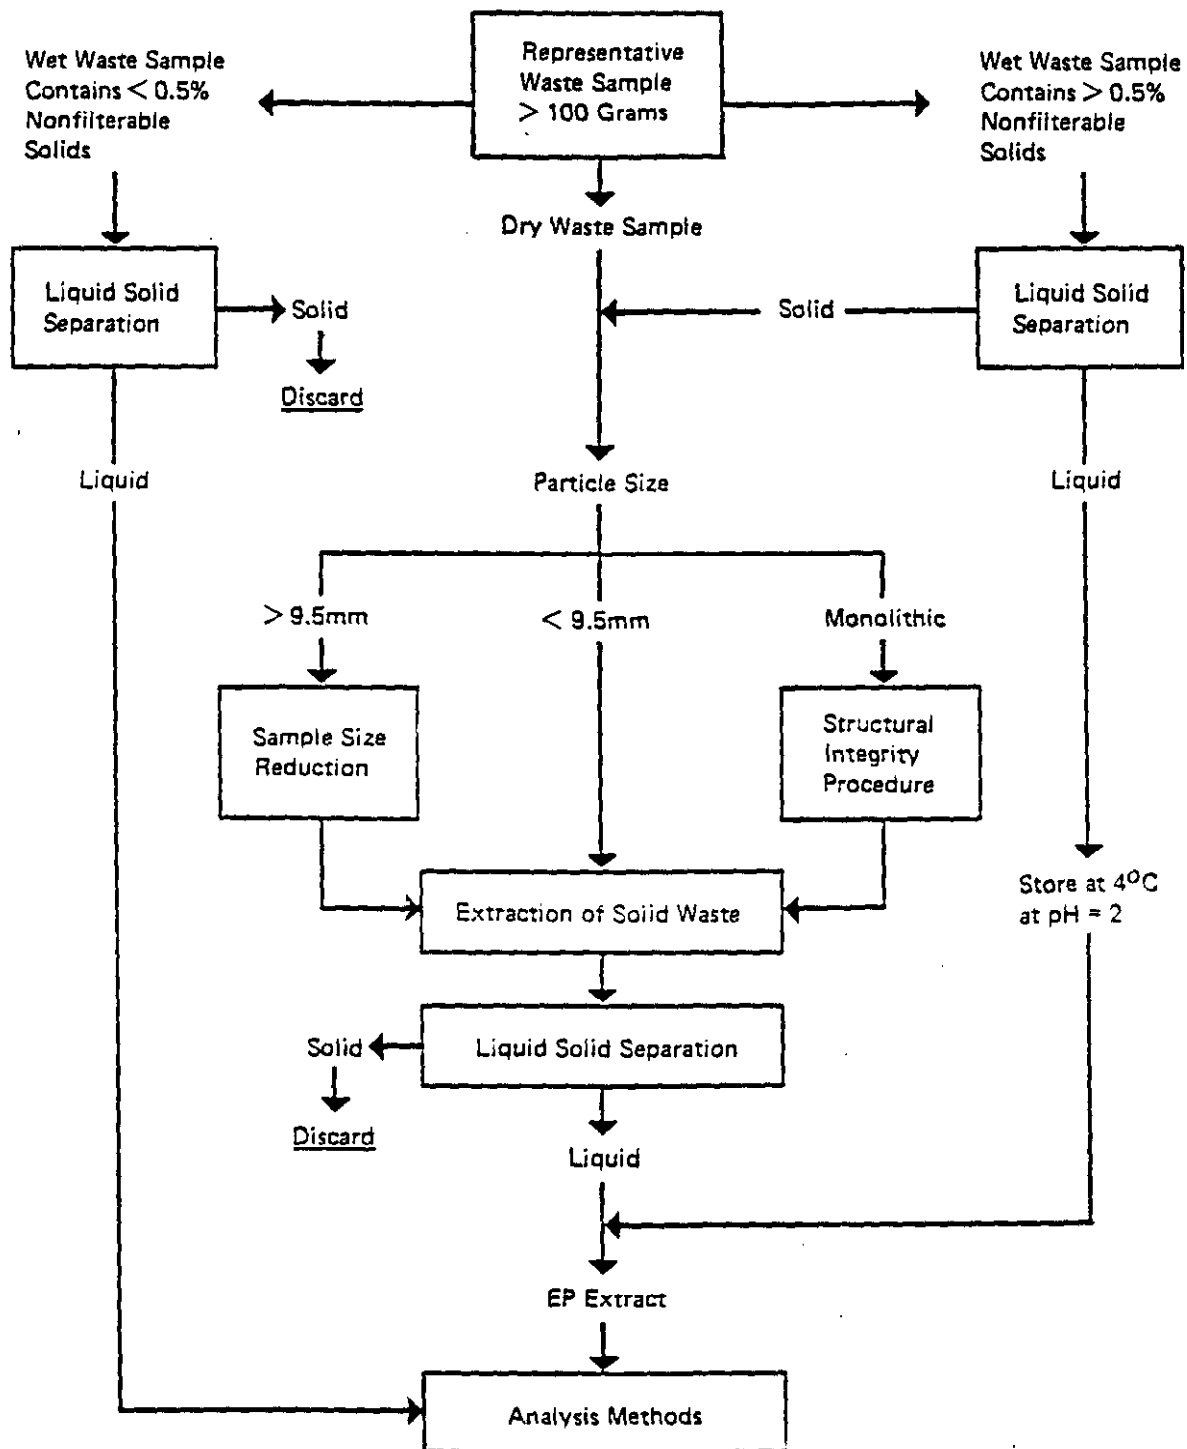 Representative
Waste Sample
> 100 Grams
Wet Waste Sample
Contains < 0.5%
Nonfilterable
Solids
Wet Waste Sample
Contains > 0.5%
Nonfilterable
Solids
Dry Waste Sample
Liquid Solid
Separation
Solid
Discard
Solid
Liquid Solid
Separation
Liquid
Particle Size
Liquid
> 9.5mm
< 9.5mm
Monolithic
Sample Size
Reduction
Structural
Integrity
Procedure
Extraction of Solid Waste
Store at 4°C
at pH = 2
Solid
Liquid Solid Separation
Discard
Liquid
EP Extract
Analysis Methods